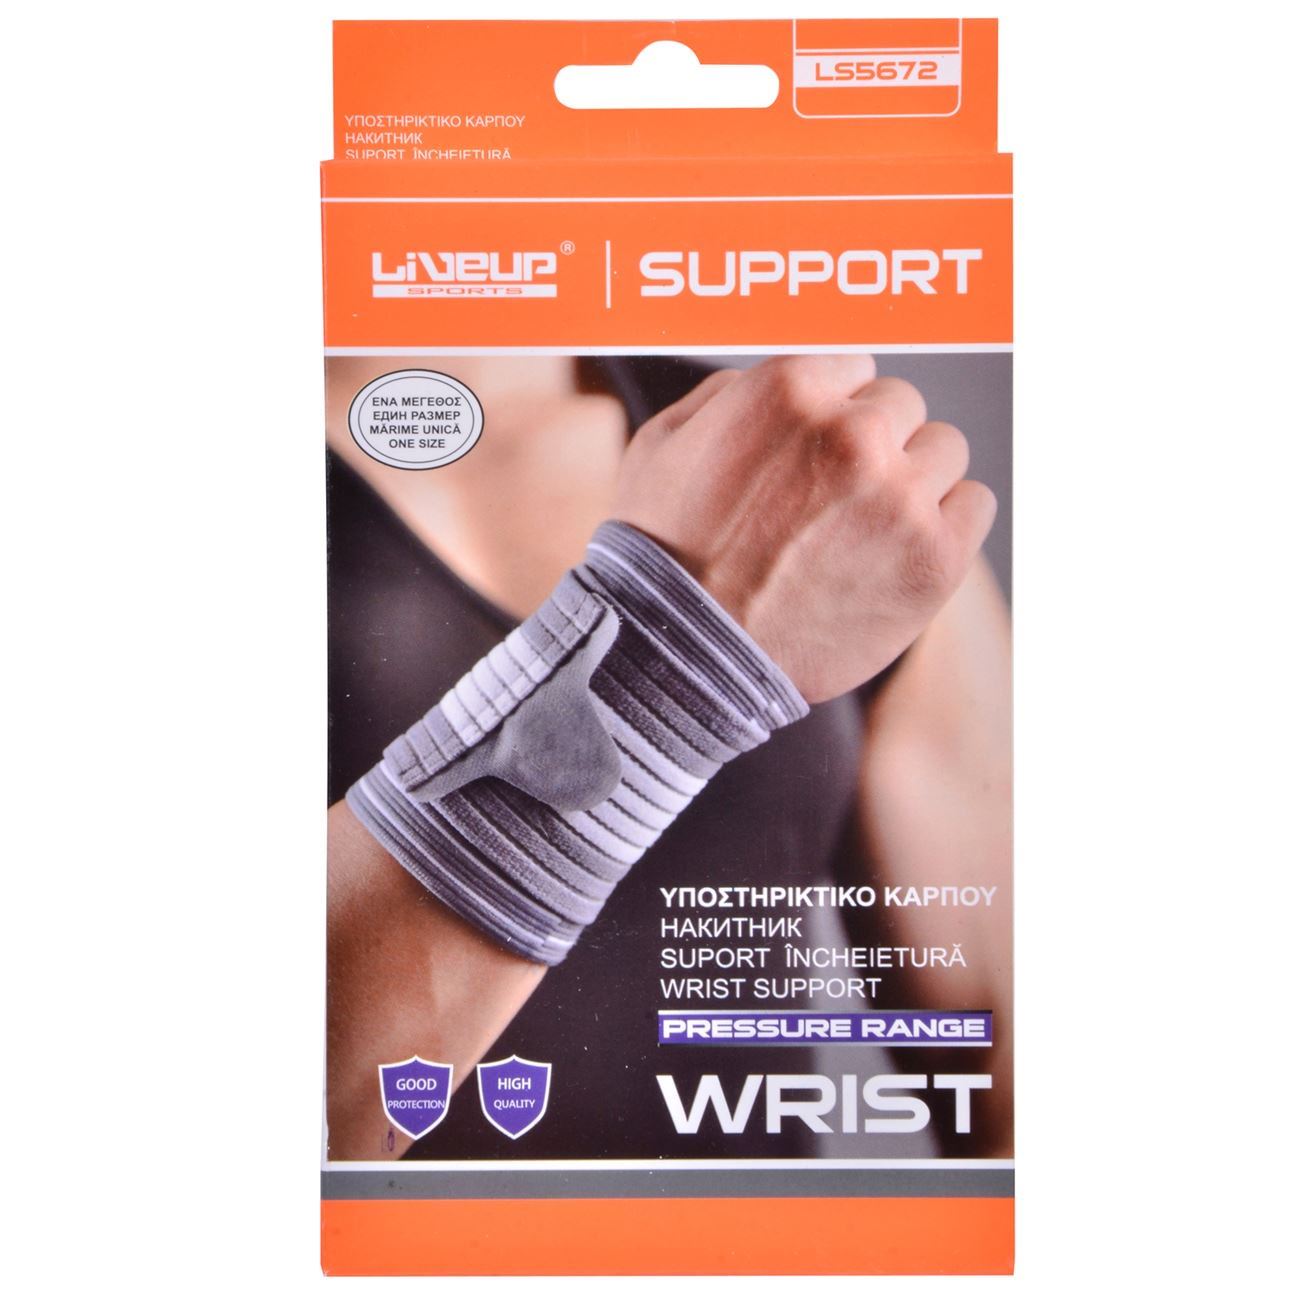 LS5672
ΥΠΟΣΤΗΡΙΚΤΙΚΟ ΚΑΡΠΟΥ
НАКИТНИК
SUPORT ÎNCHEIETURĂ
LiVEUP® | SUPPORT
SPORTS
ΕΝΑ ΜΕΓΕΘΟΣ
ЕДИН РАЗМЕР
MĂRIME UNICĂ
ONE SIZE
ΥΠΟΣΤΗΡΙΚΤΙΚΟ ΚΑΡΠΟΥ
НАКИТНИК
SUPORT ÎNCHEIETURĂ
WRIST SUPPORT
PRESSURE RANGE
WRIST
GOOD
PROTECTION
HIGH
QUALITY